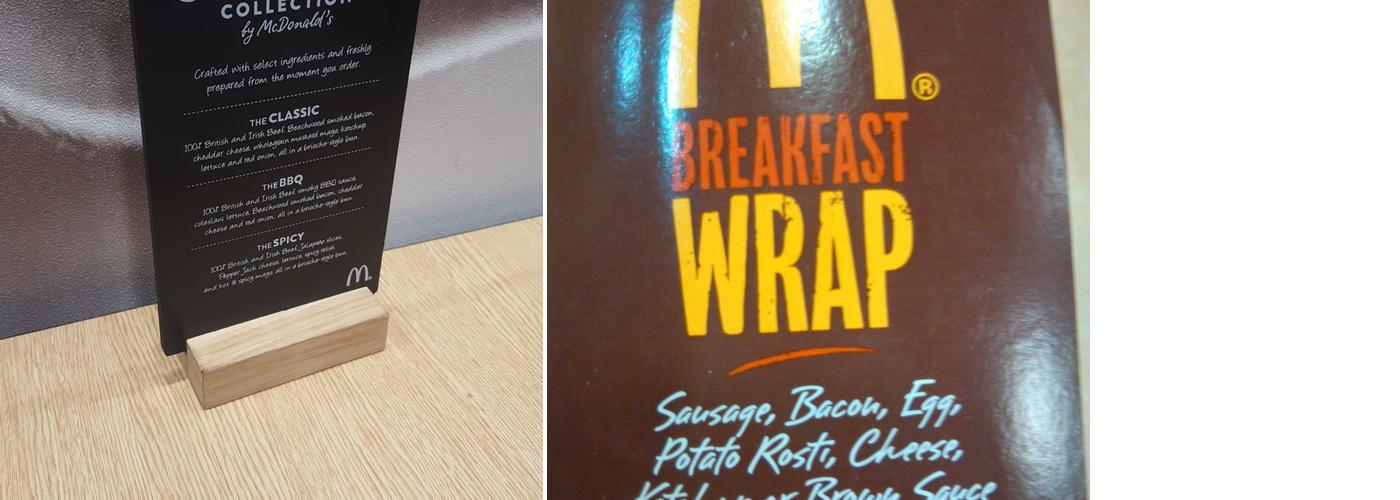 COLLECTION
by McDonald's
Crafted with select ingredients and freshly
prepared from the moment you order.
THE CLASSIC
100% British and Irish Beef, Beechwood smoked bacon,
cheddar cheese, wholegrain mustard mayo, ketchup,
lettuce and red onion, all in a brioche-style bun.
THE BBQ
100% British and Irish Beef, smoky BBQ sauce,
coleslaw, lettuce, Beechwood smoked bacon, cheddar
cheese and red onion, all in a brioche-style bun.
THE SPICY
100% British and Irish Beef, Jalapeño slices,
Pepper Jack cheese, lettuce, spicy relish
and hot & spicy mayo, all in a brioche-style bun.
M
M®
BREAKFAST
WRAP
Sausage, Bacon, Egg,
Potato Rosti, Cheese,
Ketchup or Brown Sauce